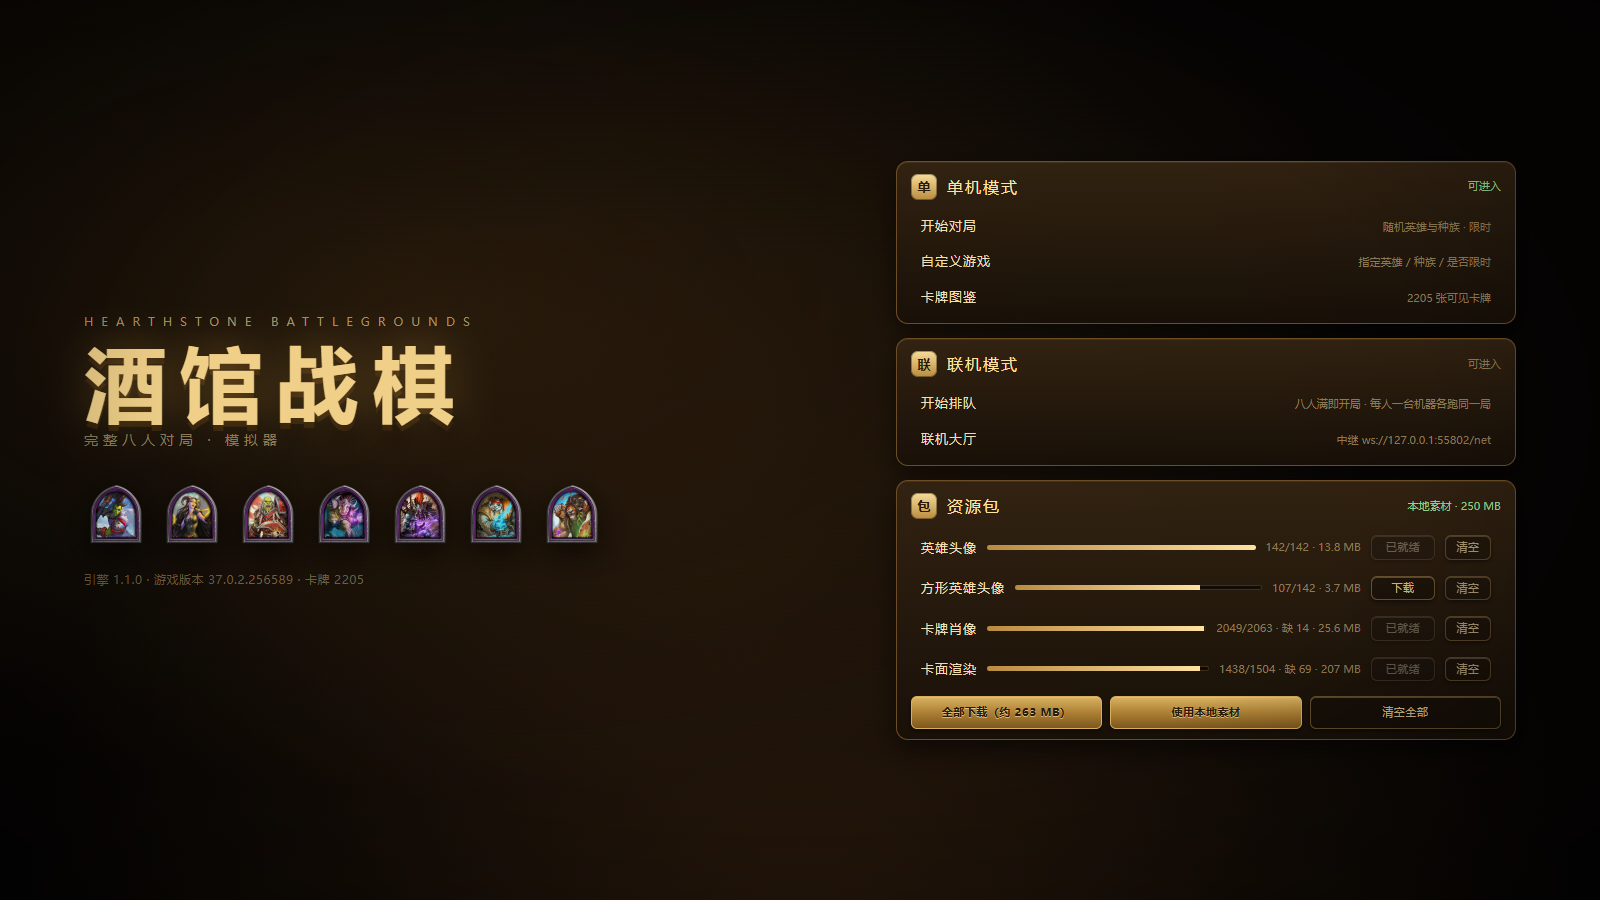 HEARTHSTONE BATTLEGROUNDS
酒馆战棋
完整八人对局 · 模拟器
引擎 1.1.0 · 游戏版本 37.0.2.256589 · 卡牌 2205
单 单机模式 可进入
开始对局 随机英雄与种族 · 限时
自定义游戏 指定英雄 / 种族 / 是否限时
卡牌图鉴 2205 张可见卡牌
联 联机模式 可进入
开始排队 八人满即开局 · 每人一台机器各跑同一局
联机大厅 中继 ws://127.0.0.1:55802/net
包 资源包 本地素材 · 250 MB
英雄头像 142/142 · 13.8 MB 已就绪 清空
方形英雄头像 107/142 · 3.7 MB 下载 清空
卡牌肖像 2049/2063 · 缺 14 · 25.6 MB 已就绪 清空
卡面渲染 1438/1504 · 缺 69 · 207 MB 已就绪 清空
全部下载（约 263 MB） 使用本地素材 清空全部